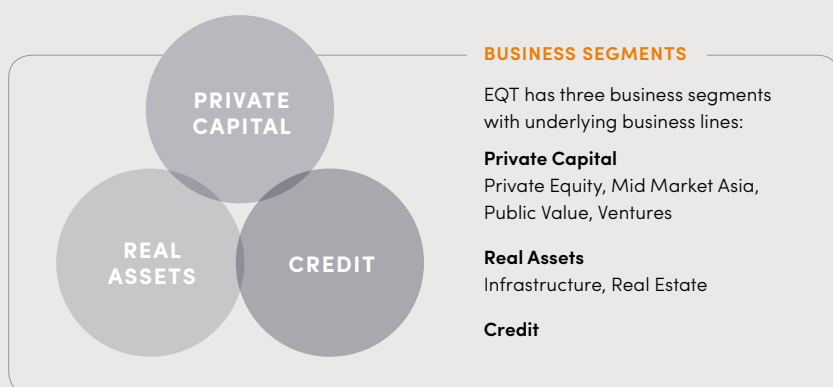 PRIVATE
CAPITAL
REAL
ASSETS
CREDIT
BUSINESS SEGMENTS
EQT has three business segments
with underlying business lines:
Private Capital
Private Equity, Mid Market Asia,
Public Value, Ventures
Real Assets
Infrastructure, Real Estate
Credit